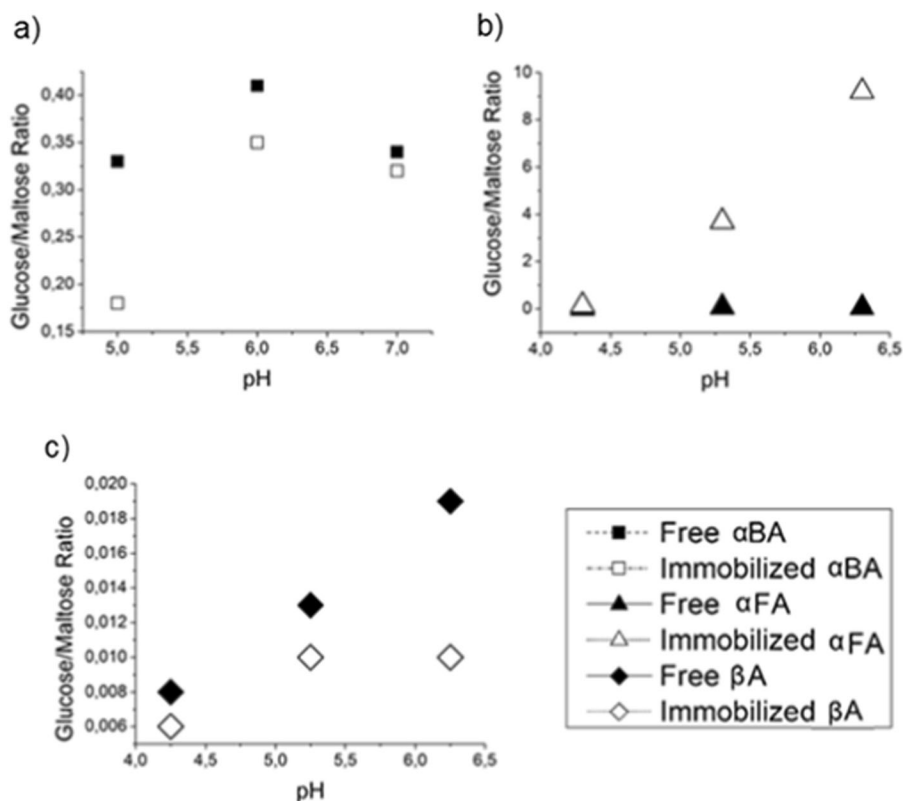 a)
Glucose/Maltose Ratio
0,40
0,35
0,30
0,25
0,20
0,15
5,0 5,5 6,0 6,5 7,0
pH
b)
Glucose/Maltose Ratio
10
8
6
4
2
0
4,0 4,5 5,0 5,5 6,0 6,5
pH
c)
Glucose/Maltose Ratio
0,020
0,018
0,016
0,014
0,012
0,010
0,008
0,006
4,0 4,5 5,0 5,5 6,0 6,5
pH
Free αBA
Immobilized αBA
Free αFA
Immobilized αFA
Free βA
Immobilized βA